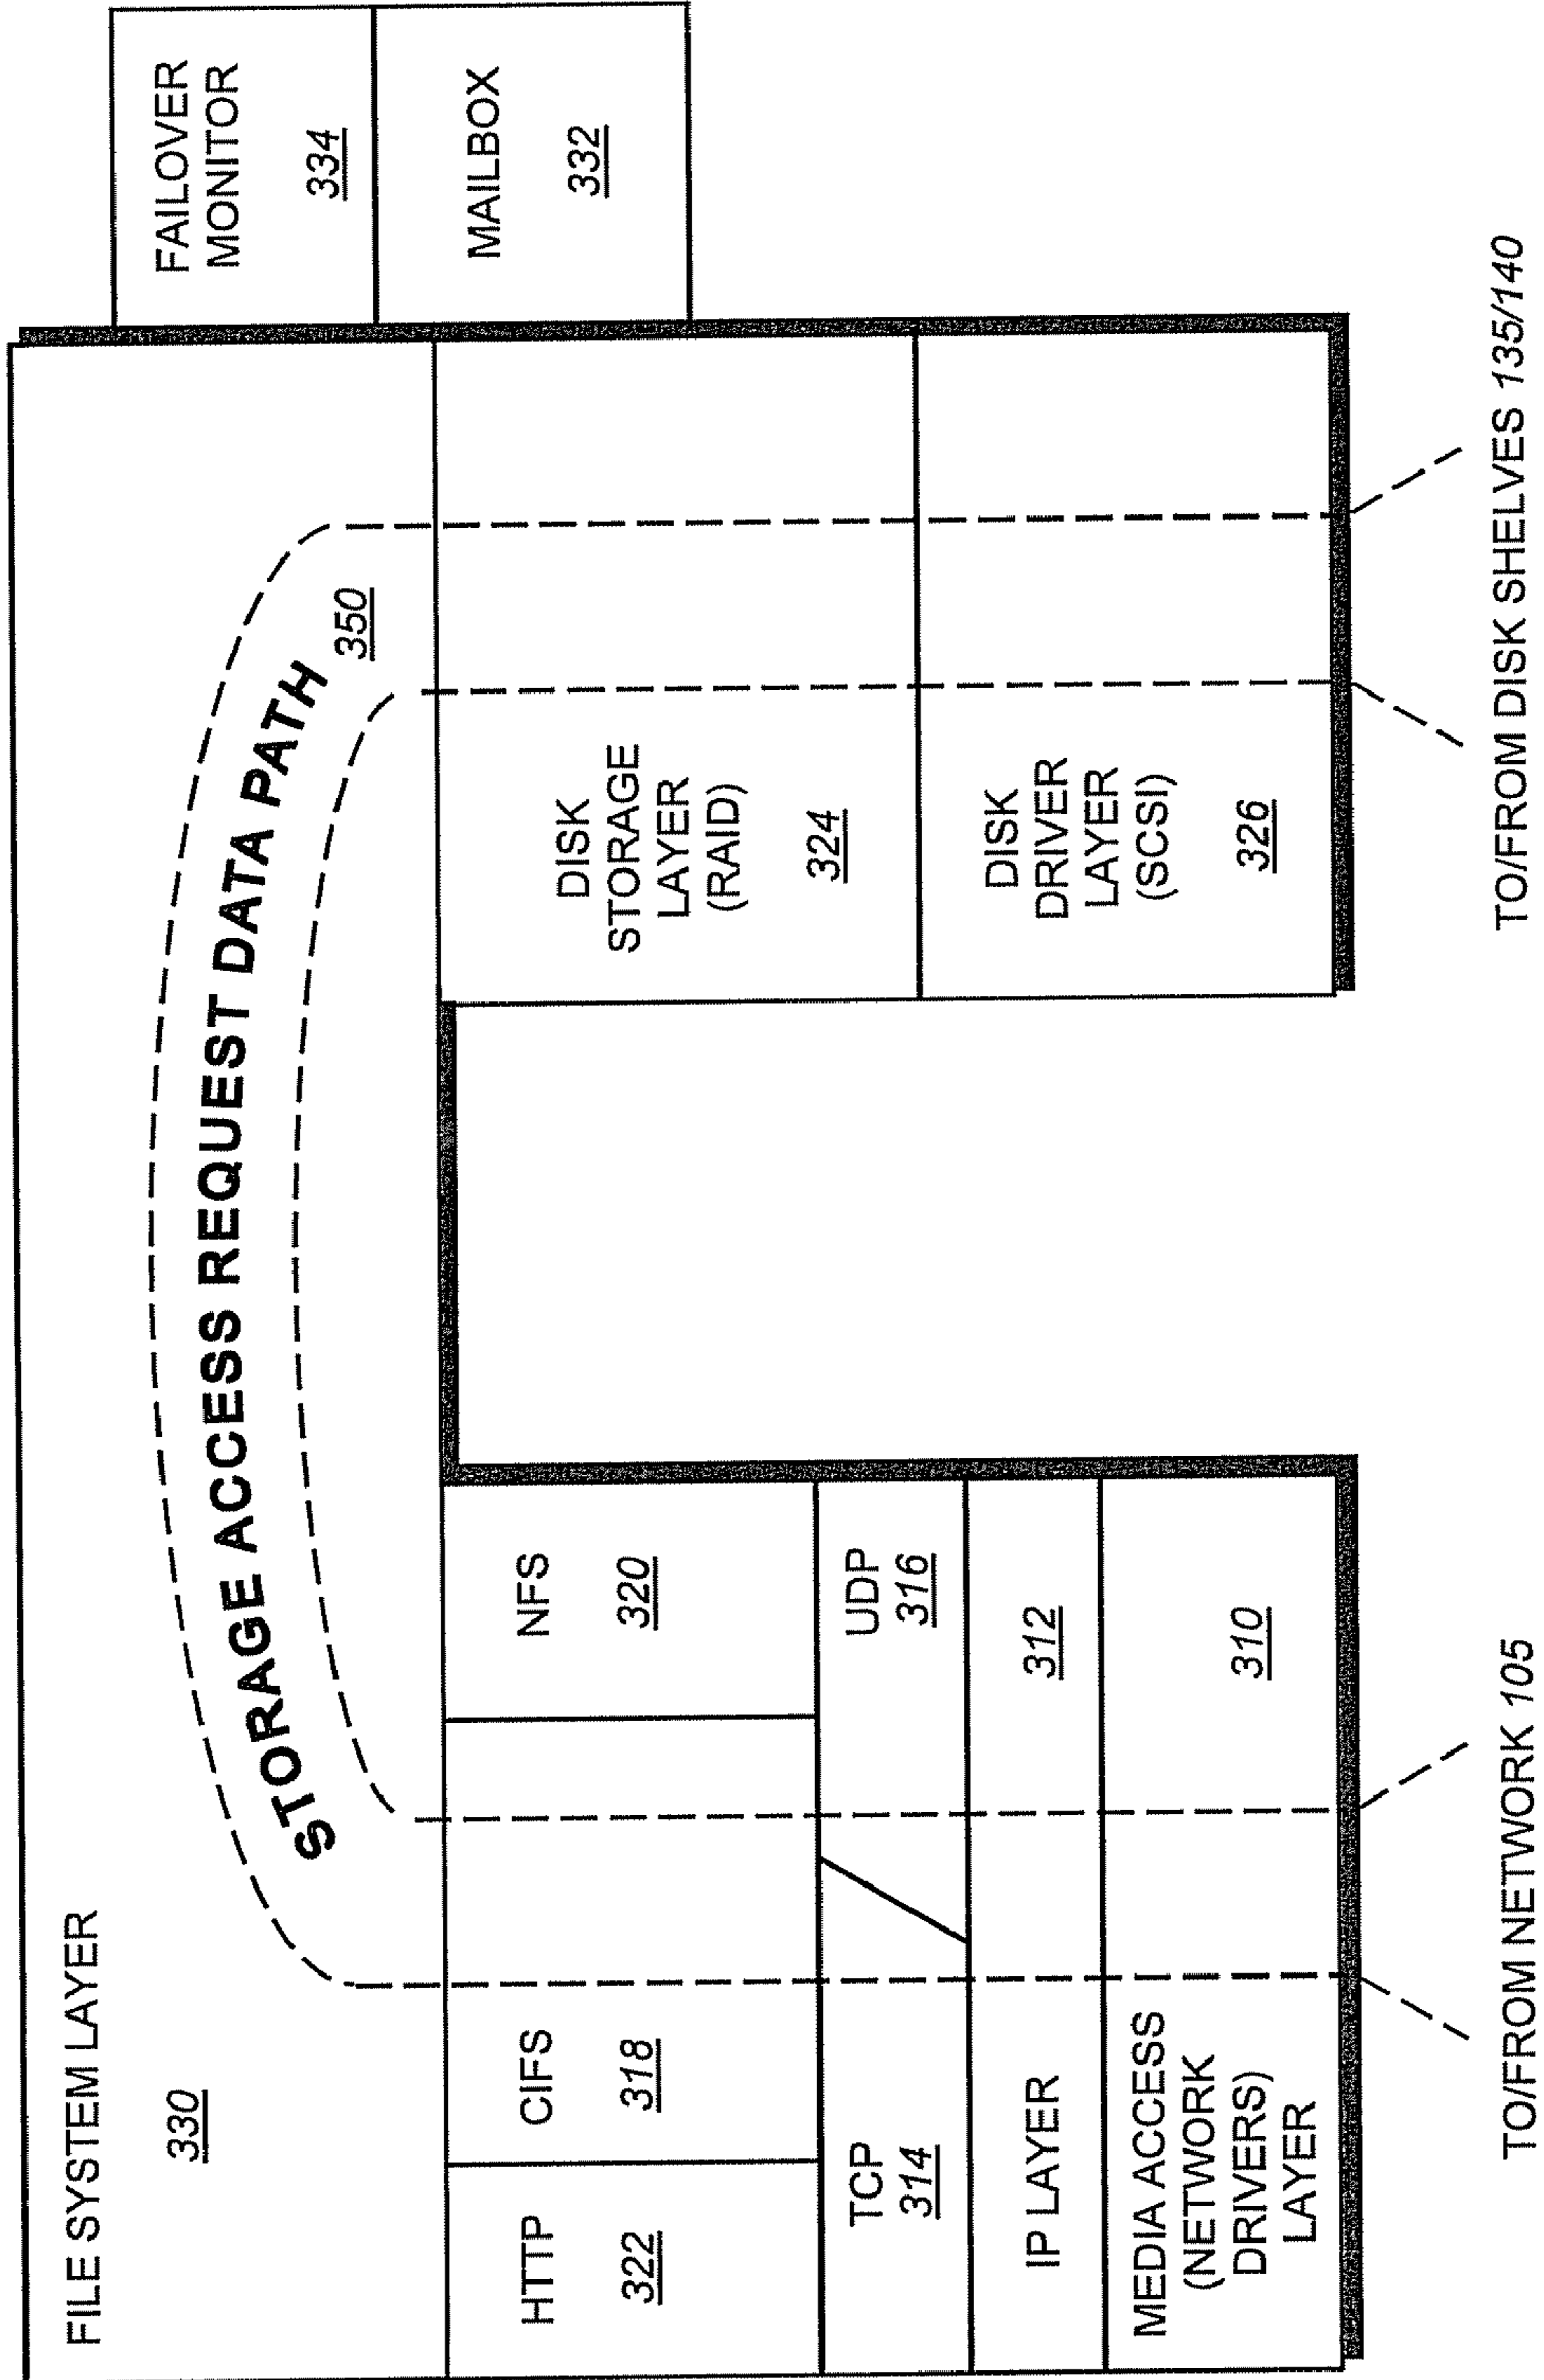 FILE SYSTEM LAYER
330
STORAGE ACCESS REQUEST DATA PATH
350
FAILOVER
MONITOR
334
MAILBOX
332
HTTP
322
CIFS
318
NFS
320
TCP
314
UDP
316
IP LAYER
312
MEDIA ACCESS
(NETWORK
DRIVERS)
LAYER
310
DISK
STORAGE
LAYER
(RAID)
324
DISK
DRIVER
LAYER
(SCSI)
326
TO/FROM NETWORK 105
TO/FROM DISK SHELVES 135/140